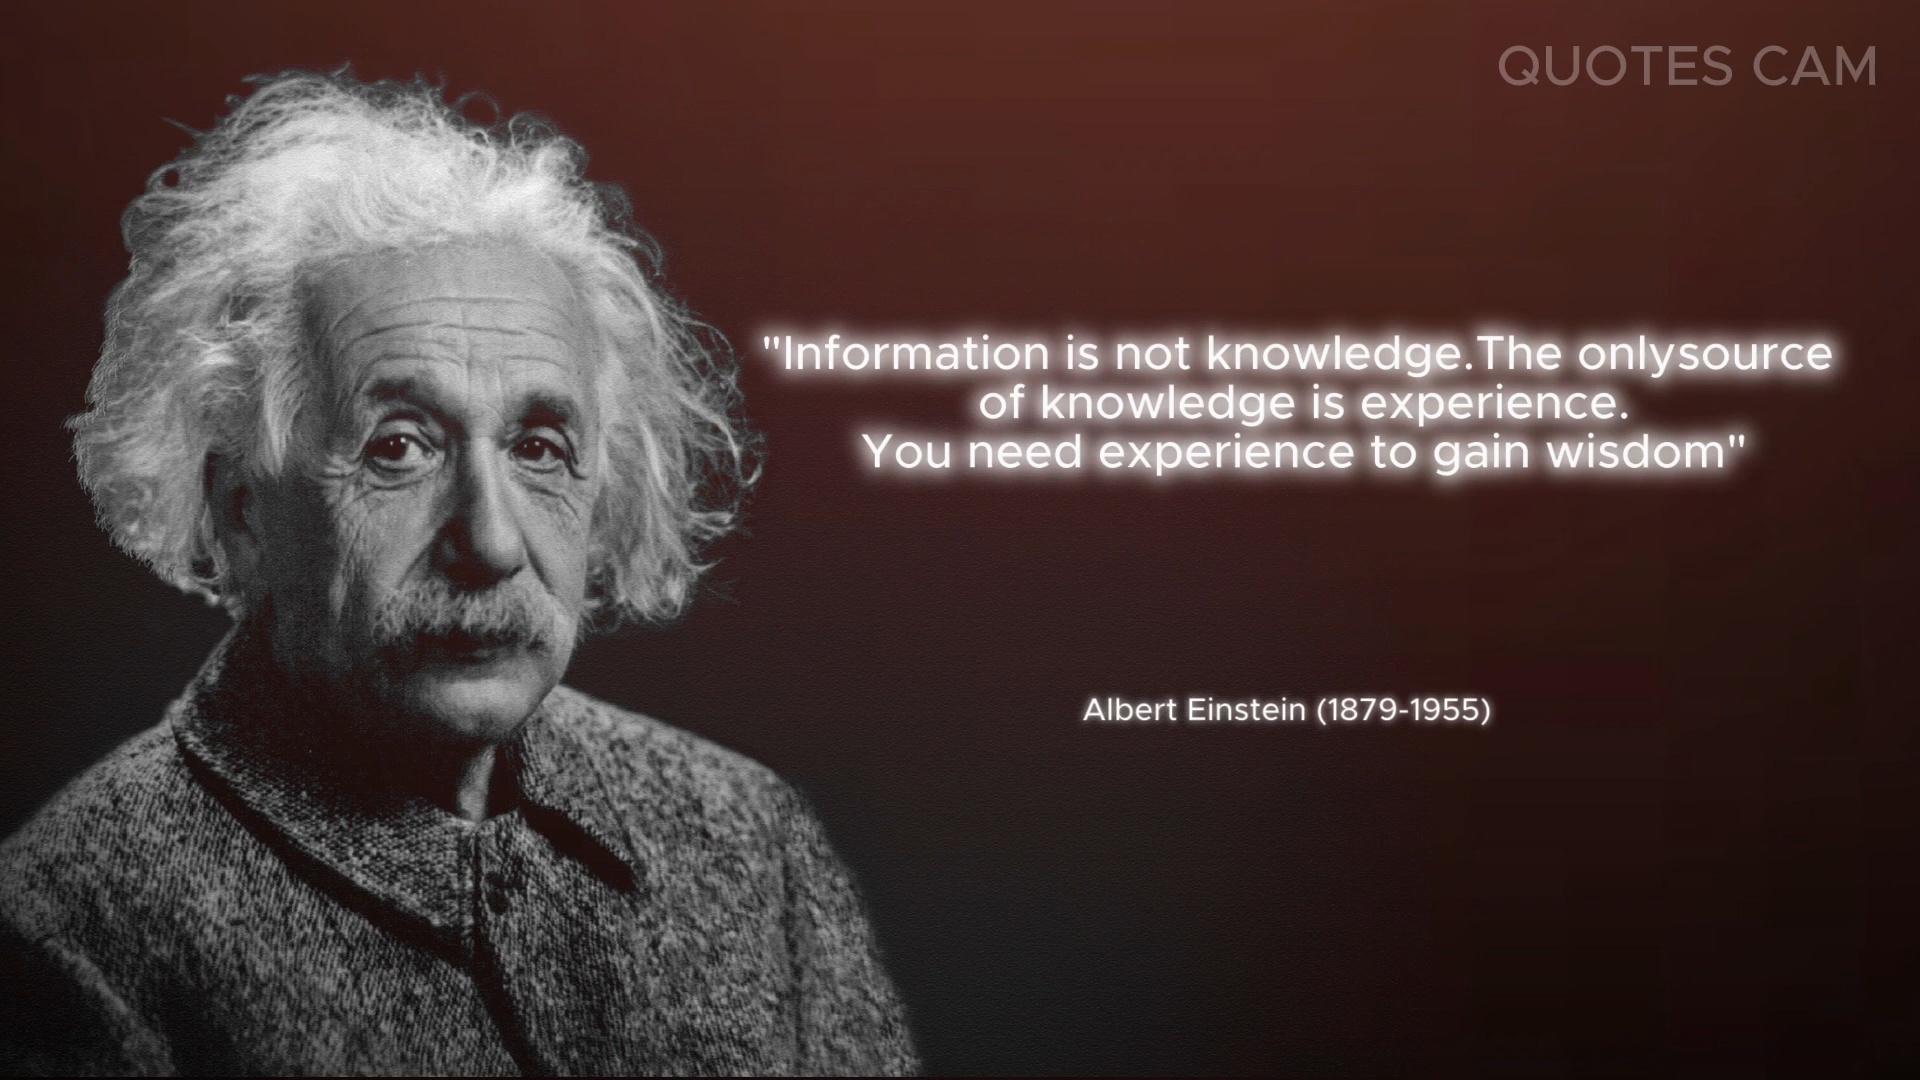 QUOTES CAM
"Information is not knowledge.The onlysource
of knowledge is experience.
You need experience to gain wisdom"
Albert Einstein (1879-1955)